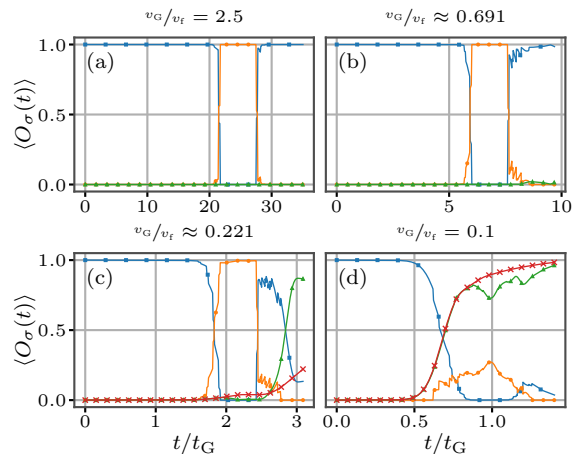 v_G/v_f = 2.5
v_G/v_f ≈ 0.691
⟨O_σ(t)⟩
1.0
0.5
0.0
(a)
(b)
0 10 20 30
0 5 10
v_G/v_f ≈ 0.221
v_G/v_f = 0.1
⟨O_σ(t)⟩
1.0
0.5
0.0
(c)
(d)
0 1 2 3
0.0 0.5 1.0
t/t_G
t/t_G